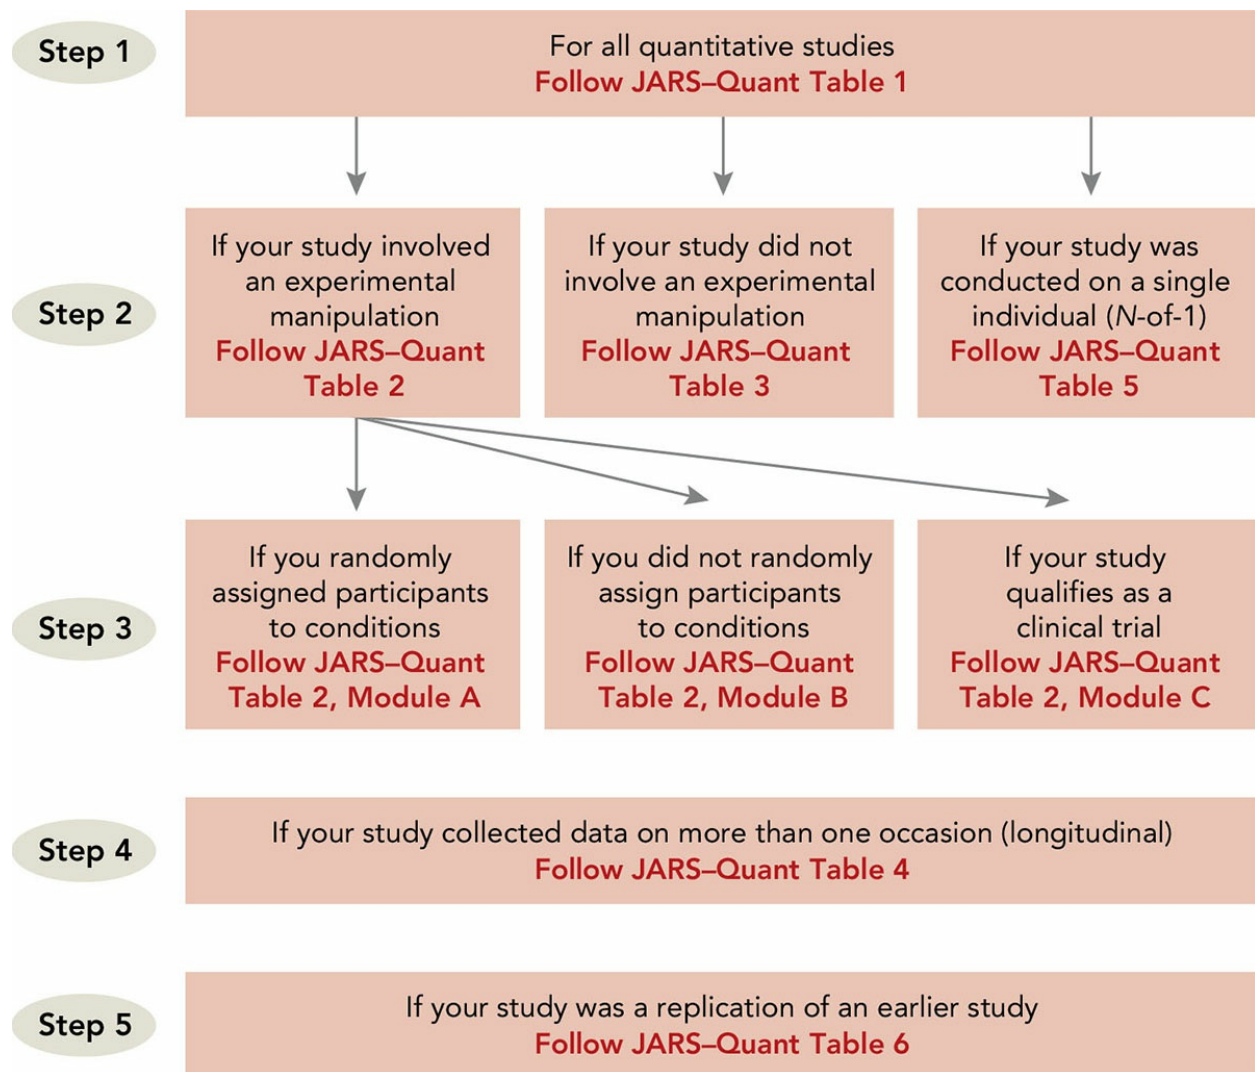 Step 1
For all quantitative studies
Follow JARS–Quant Table 1
Step 2
If your study involved
an experimental
manipulation
Follow JARS–Quant
Table 2
If your study did not
involve an experimental
manipulation
Follow JARS–Quant
Table 3
If your study was
conducted on a single
individual (N-of-1)
Follow JARS–Quant
Table 5
Step 3
If you randomly
assigned participants
to conditions
Follow JARS–Quant
Table 2, Module A
If you did not randomly
assign participants
to conditions
Follow JARS–Quant
Table 2, Module B
If your study
qualifies as a
clinical trial
Follow JARS–Quant
Table 2, Module C
Step 4
If your study collected data on more than one occasion (longitudinal)
Follow JARS–Quant Table 4
Step 5
If your study was a replication of an earlier study
Follow JARS–Quant Table 6